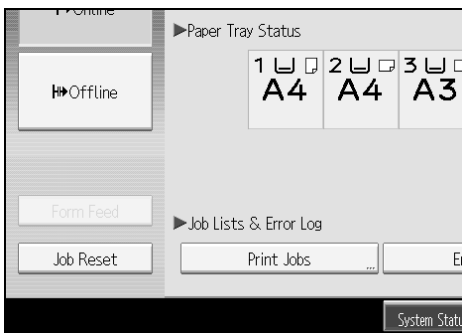 Online
Offline
Form Feed
Job Reset
▶Paper Tray Status
1 2 3
A4 A4 A3
▶Job Lists & Error Log
Print Jobs ...
System Statu